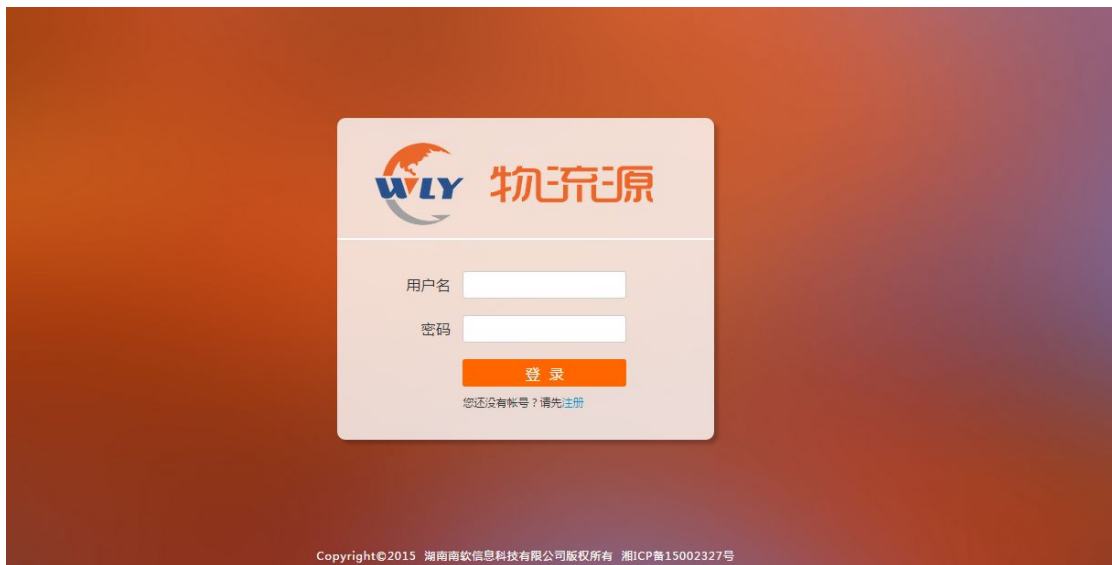 WLY 物流源
用户名
密码
登 录
您还没有帐号？请先注册
Copyright©2015 湖南南软信息科技有限公司版权所有 湘ICP备15002327号